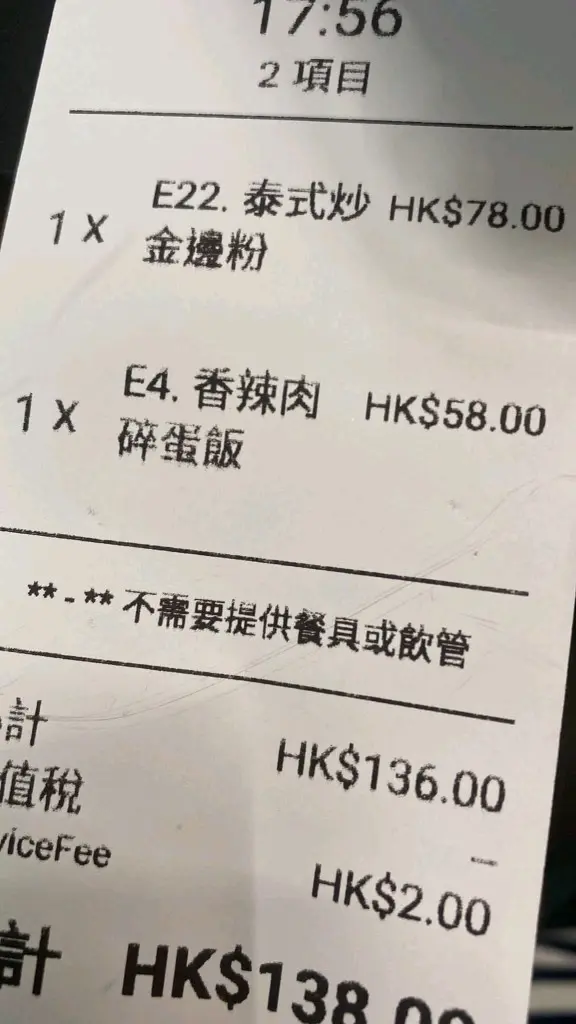 17:56
2 項目
1 X E22. 泰式炒 HK$78.00
金邊粉
1 X E4. 香辣肉 HK$58.00
碎蛋飯
** - ** 不需要提供餐具或飲管
計 HK$136.00
值稅 –
viceFee HK$2.00
計 HK$138.00